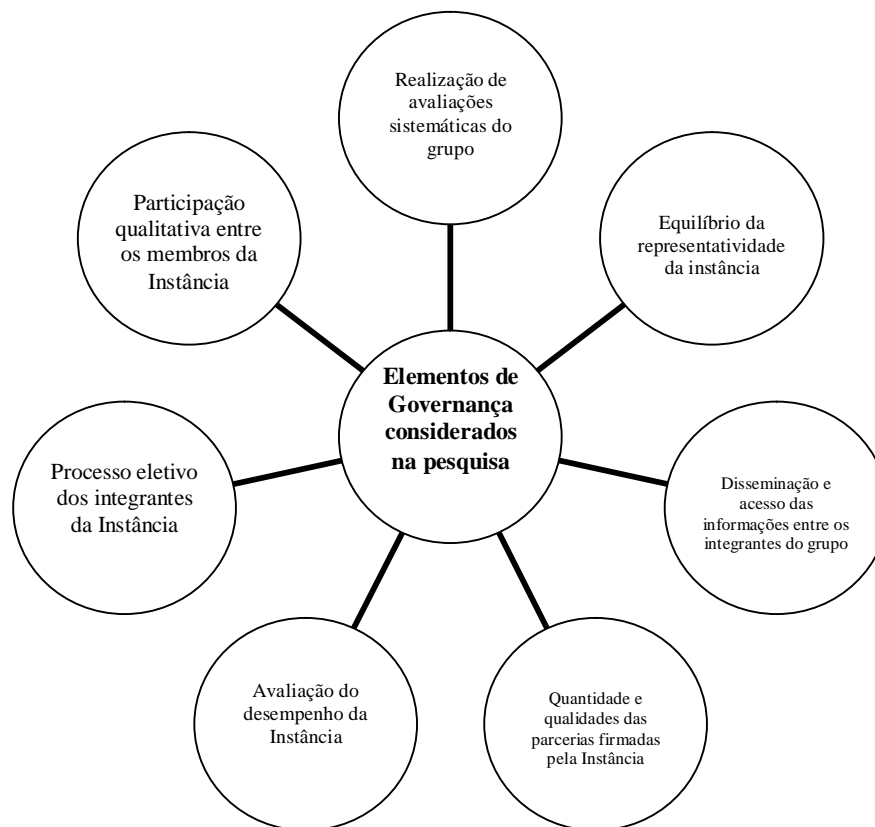 Realização de
avaliações
sistemáticas do
grupo
Participação
qualitativa entre
os membros da
Instância
Equilíbrio da
representatividade
da instância
Elementos de
Governança
considerados
na pesquisa
Processo eletivo
dos integrantes
da Instância
Disseminação e
acesso das
informações entre os
integrantes do grupo
Avaliação do
desempenho da
Instância
Quantidade e
qualidades das
parcerias firmadas
pela Instância